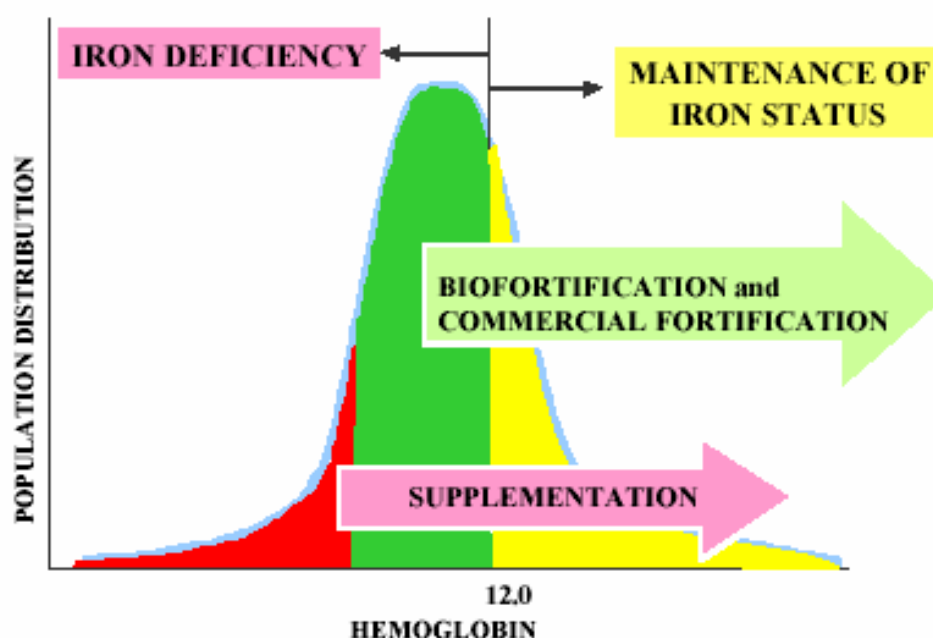 IRON DEFICIENCY
MAINTENANCE OF
IRON STATUS
POPULATION DISTRIBUTION
BIOFORTIFICATION and
COMMERCIAL FORTIFICATION
SUPPLEMENTATION
12.0
HEMOGLOBIN